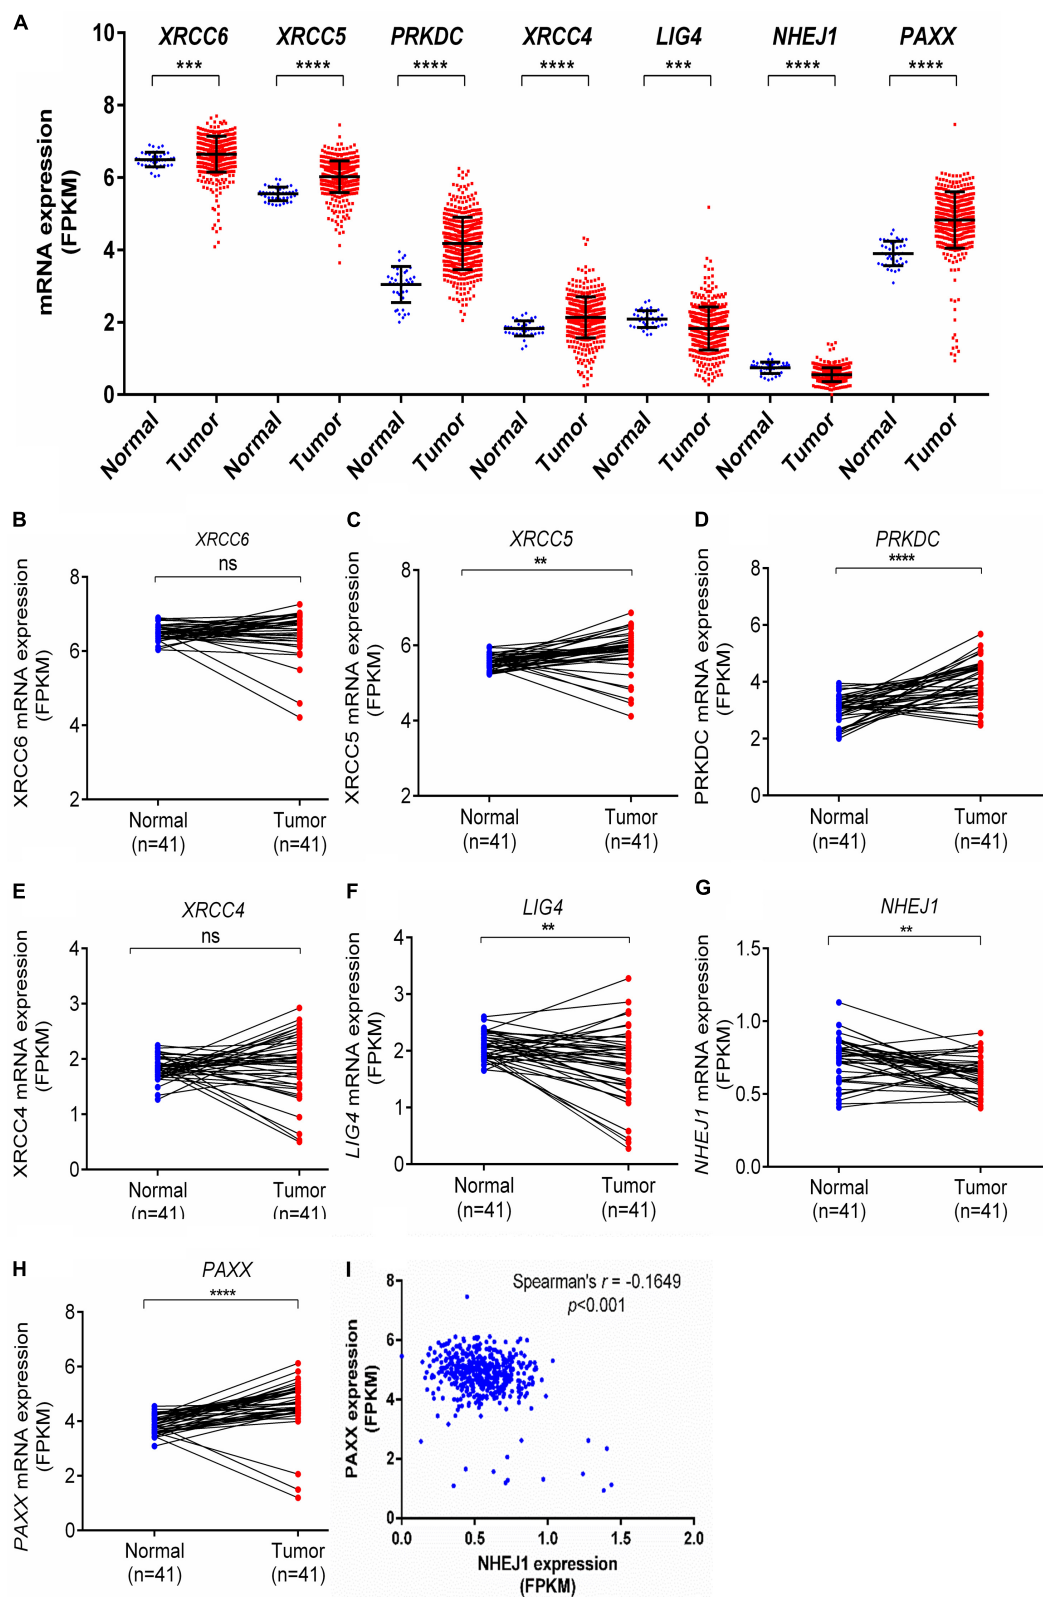 A
XRCC6 XRCC5 PRKDC XRCC4 LIG4 NHEJ1 PAXX
*** **** **** **** *** **** ****
mRNA expression
(FPKM)
10
8
6
4
2
0
Normal Tumor Normal Tumor Normal Tumor Normal Tumor Normal Tumor Normal Tumor Normal Tumor
B
XRCC6
ns
XRCC6 mRNA expression
(FPKM)
8
6
4
2
Normal Tumor
(n=41) (n=41)
C
XRCC5
**
XRCC5 mRNA expression
(FPKM)
8
6
4
2
Normal Tumor
(n=41) (n=41)
D
PRKDC
****
PRKDC mRNA expression
(FPKM)
8
6
4
2
0
Normal Tumor
(n=41) (n=41)
E
XRCC4
ns
XRCC4 mRNA expression
(FPKM)
4
3
2
1
0
Normal Tumor
(n=41) (n=41)
F
LIG4
**
LIG4 mRNA expression
(FPKM)
4
3
2
1
0
Normal Tumor
(n=41) (n=41)
G
NHEJ1
**
NHEJ1 mRNA expression
(FPKM)
1.5
1.0
0.5
0.0
Normal Tumor
(n=41) (n=41)
H
PAXX
****
PAXX mRNA expression
(FPKM)
8
6
4
2
0
Normal Tumor
(n=41) (n=41)
I
Spearman's r = -0.1649
p<0.001
PAXX expression
(FPKM)
8
6
4
2
0
0.0 0.5 1.0 1.5 2.0
NHEJ1 expression
(FPKM)